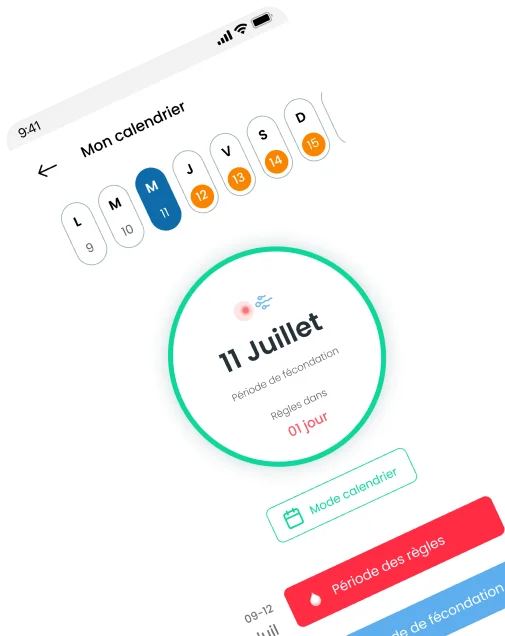 9:41
Mon calendrier
L M M J V S D
9 10 11 12 13 14 15
11 Juillet
Période de fécondation
Règles dans
01 jour
Mode calendrier
Période des règles
09-12
de fécondation